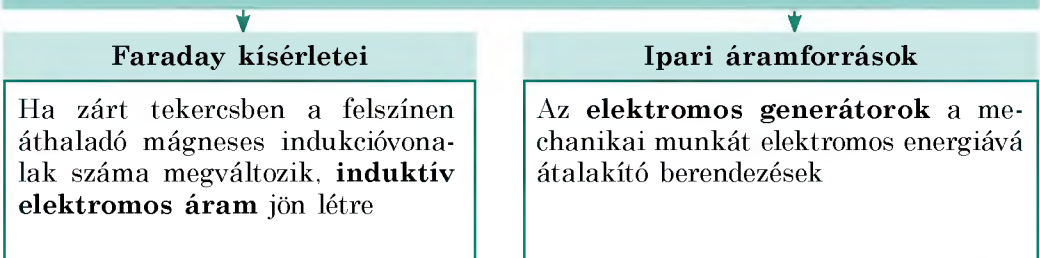 Faraday kísérletei
Ha zárt tekercsben a felszínen
áthaladó mágneses indukcióvona-
lak száma megváltozik, induktív
elektromos áram jön létre
Ipari áramforrások
Az elektromos generátorok a me-
chanikai munkát elektromos energiává
átalakító berendezések